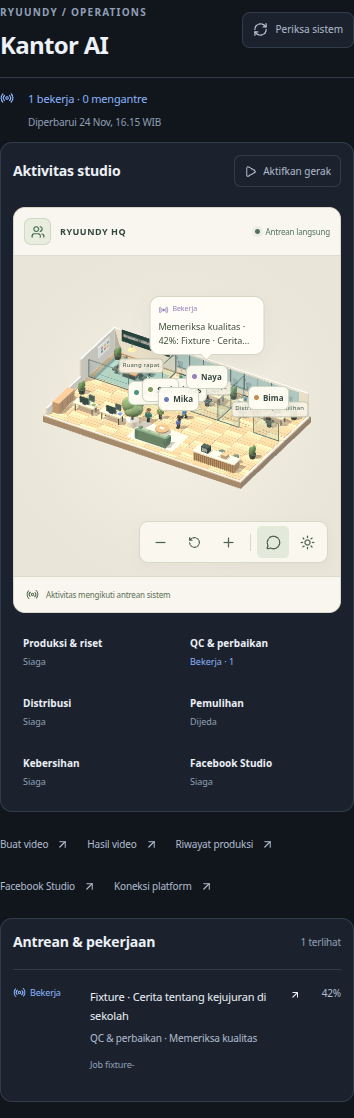 RYUUNDY / OPERATIONS
Kantor AI
Periksa sistem
1 bekerja · 0 mengantre
Diperbarui 24 Nov, 16.15 WIB
Aktivitas studio
Aktifkan gerak
RYUUNDY HQ
Antrean langsung
Bekerja
Memeriksa kualitas ·
42%: Fixture · Cerita...
Ruang rapat
Naya
Mika
Bima
Aktivitas mengikuti antrean sistem
Produksi & riset
Siaga
QC & perbaikan
Bekerja · 1
Distribusi
Siaga
Pemulihan
Dijeda
Kebersihan
Siaga
Facebook Studio
Siaga
Buat video
Hasil video
Riwayat produksi
Facebook Studio
Koneksi platform
Antrean & pekerjaan
1 terlihat
Bekerja
Fixture · Cerita tentang kejujuran di
sekolah
42%
QC & perbaikan · Memeriksa kualitas
Job fixture-